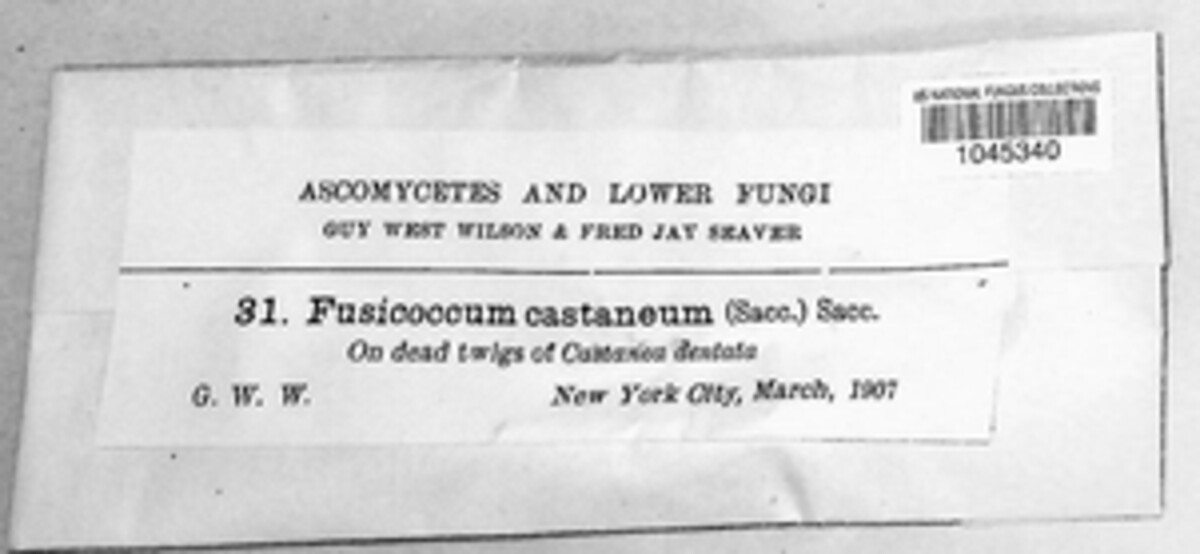 US NATIONAL FUNGUS COLLECTIONS
1045340
ASCOMYCETES AND LOWER FUNGI
GUY WEST WILSON & FRED JAY SEAVER
31. Fusicoccum castaneum (Sacc.) Sacc.
On dead twigs of Castanea dentata
G. W. W. New York City, March, 1907